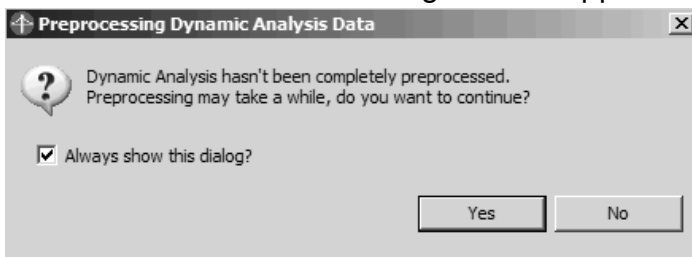 Preprocessing Dynamic Analysis Data
Dynamic Analysis hasn't been completely preprocessed.
Preprocessing may take a while, do you want to continue?
Always show this dialog?
Yes
No